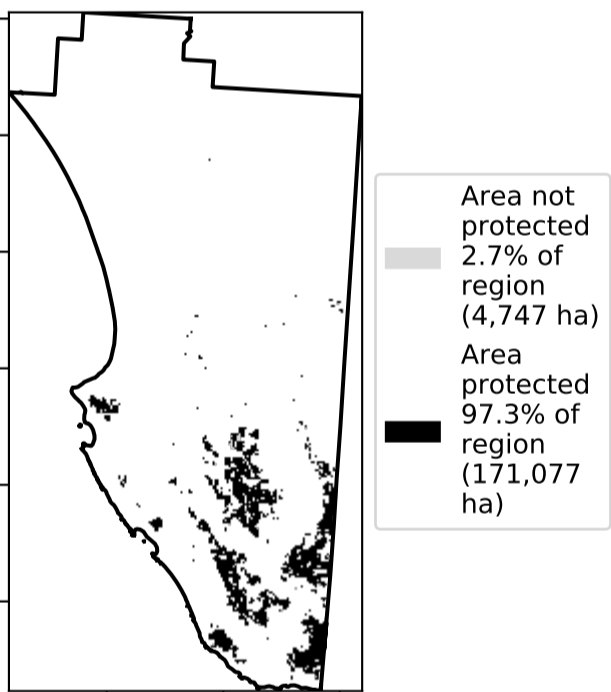 Area not
protected
2.7% of
region
(4,747 ha)
Area
protected
97.3% of
region
(171,077
ha)